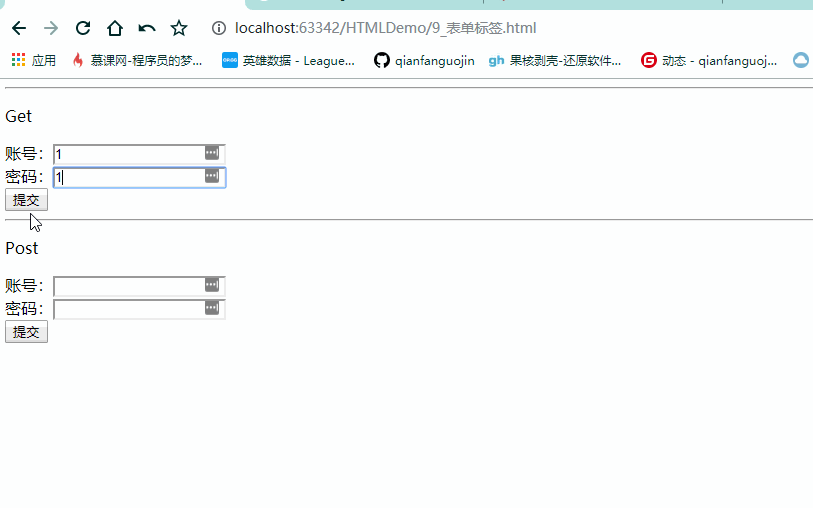 localhost:63342/HTMLDemo/9_表单标签.html
应用 慕课网-程序员的梦... 英雄数据 - League... qianfanguojin gh 果核剥壳-还原软件... 动态 - qianfanguoj...
Get
账号：1
密码：1
提交
Post
账号：
密码：
提交